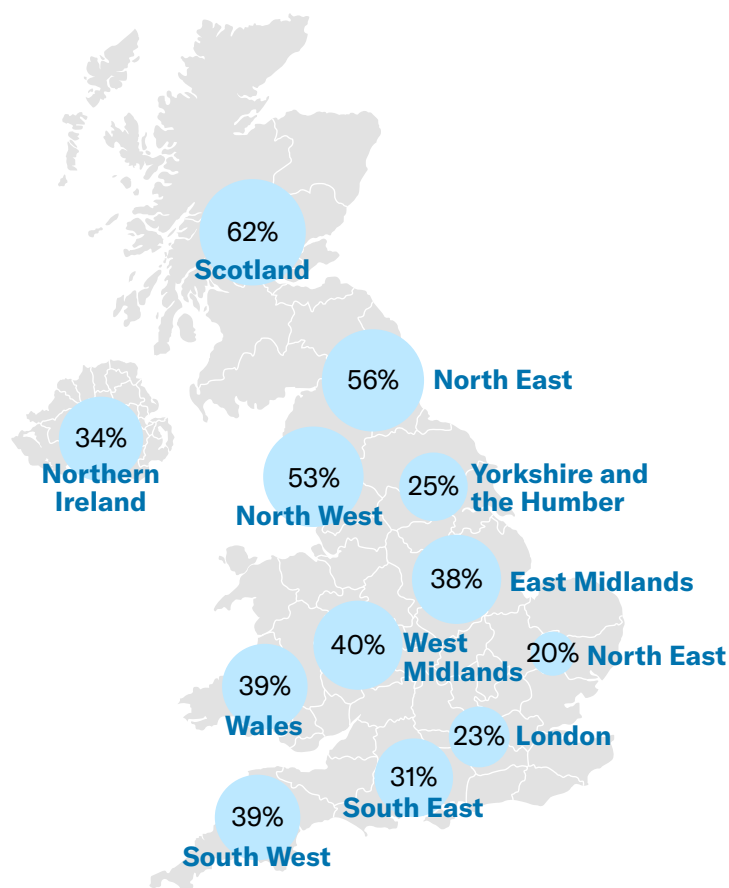 62%
Scotland
56%
North East
34%
Northern
Ireland
53%
North West
25%
Yorkshire and
the Humber
38%
East Midlands
40%
West
Midlands
20%
North East
39%
Wales
23%
London
31%
South East
39%
South West